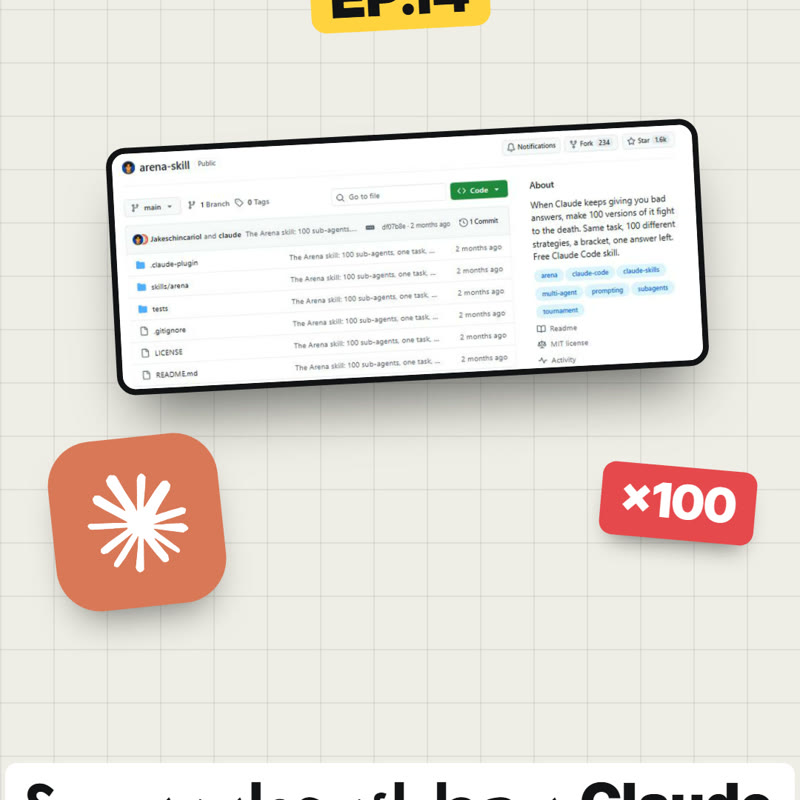 EP.14
arena-skill Public
Notifications Fork 234 Star 1.6k
main 1 Branch 0 Tags Go to file Code
Jakeschincariol and claude The Arena skill: 100 sub-agents,... df07b8e · 2 months ago 1 Commit
.claude-plugin The Arena skill: 100 sub-agents, one task, ... 2 months ago
skills/arena The Arena skill: 100 sub-agents, one task, ... 2 months ago
tests The Arena skill: 100 sub-agents, one task, ... 2 months ago
.gitignore The Arena skill: 100 sub-agents, one task, ... 2 months ago
LICENSE The Arena skill: 100 sub-agents, one task, ... 2 months ago
README.md The Arena skill: 100 sub-agents, one task, ... 2 months ago
About
When Claude keeps giving you bad
answers, make 100 versions of it fight
to the death. Same task, 100 different
strategies, a bracket, one answer left.
Free Claude Code skill.
arena claude-code claude-skills
multi-agent prompting subagents
tournament
Readme
MIT license
Activity
×100
Claude